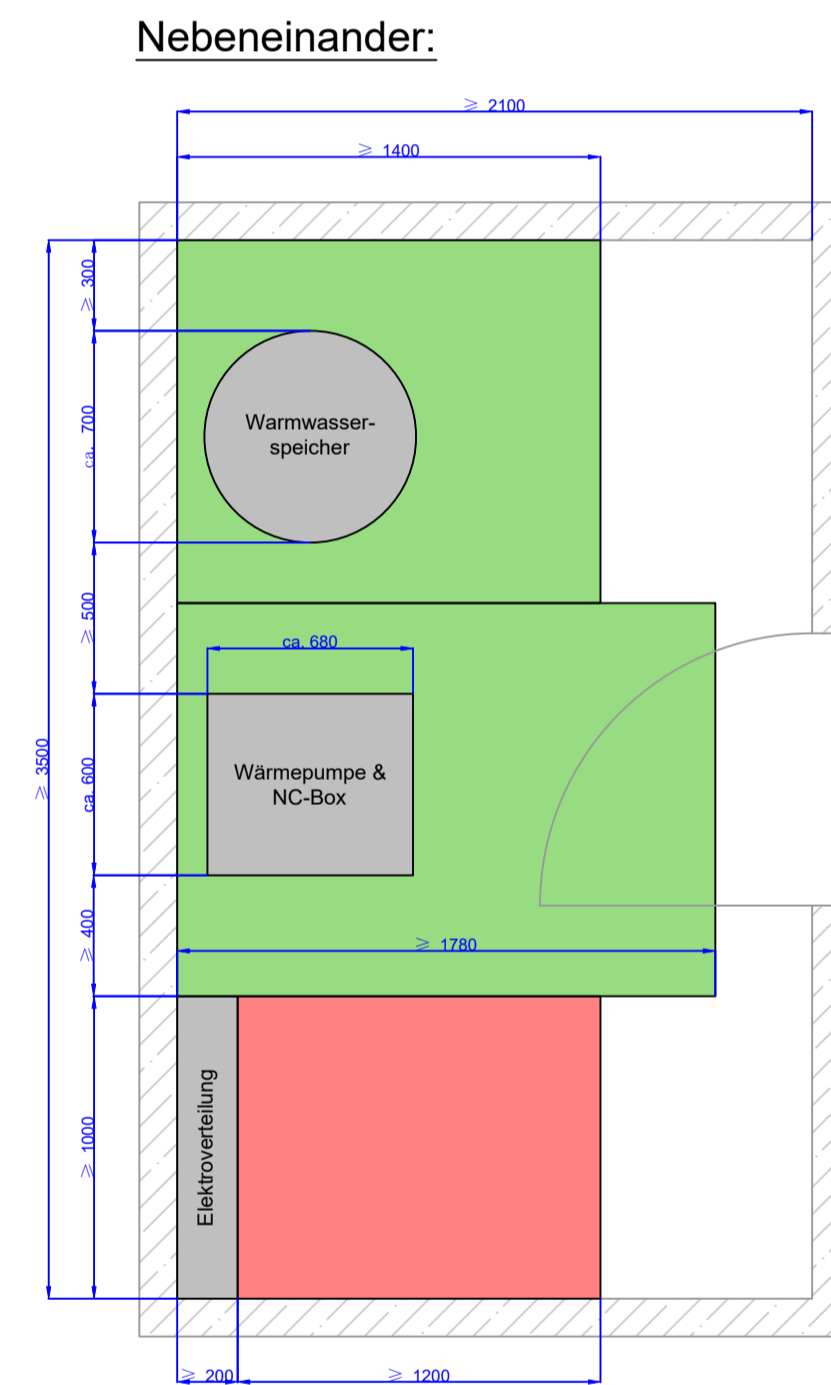 Nebeneinander:
⩾ 2100
⩾ 1400
⩾ 300
ca. 700
Warmwasser-
speicher
⩾ 500
ca. 680
⩾ 3500
ca. 600
Wärmepumpe &
NC-Box
⩾ 400
⩾ 1780
⩾ 1000
Elektroverteilung
⩾ 200
⩾ 1200